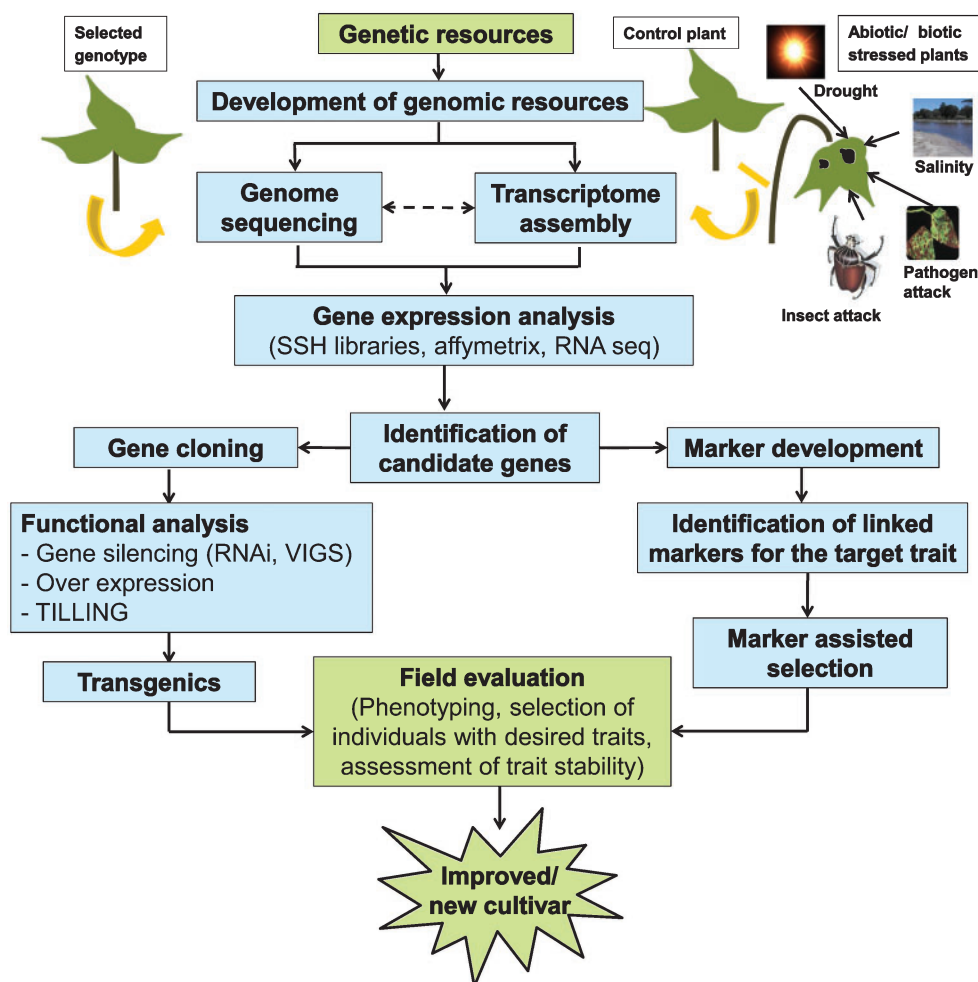 Selected
genotype
Genetic resources
Control plant
Abiotic/ biotic
stressed plants
Drought
Development of genomic resources
Salinity
Genome
sequencing
Transcriptome
assembly
Pathogen
attack
Insect attack
Gene expression analysis
(SSH libraries, affymetrix, RNA seq)
Gene cloning
Identification of
candidate genes
Marker development
Functional analysis
- Gene silencing (RNAi, VIGS)
- Over expression
- TILLING
Identification of linked
markers for the target trait
Transgenics
Marker assisted
selection
Field evaluation
(Phenotyping, selection of
individuals with desired traits,
assessment of trait stability)
Improved/
new cultivar